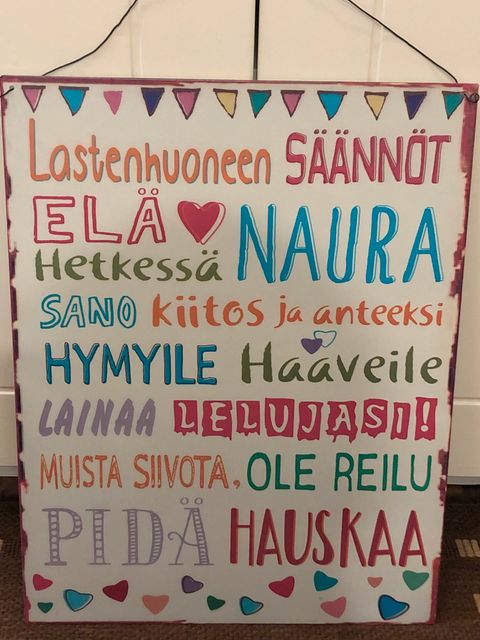 Lastenhuoneen SÄÄNNÖT
ELÄ
Hetkessä NAURA
SANO kiitos ja anteeksi
HYMYILE Haaveile
LAINAA LELUJASI!
MUISTA SIIVOTA, OLE REILU
PIDÄ HAUSKAA